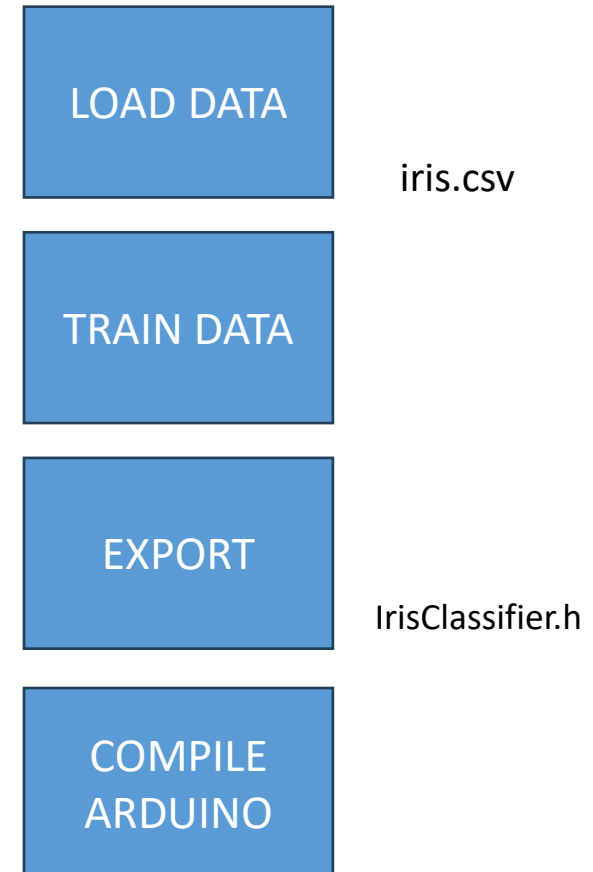 LOAD DATA
iris.csv
TRAIN DATA
EXPORT
IrisClassifier.h
COMPILE
ARDUINO